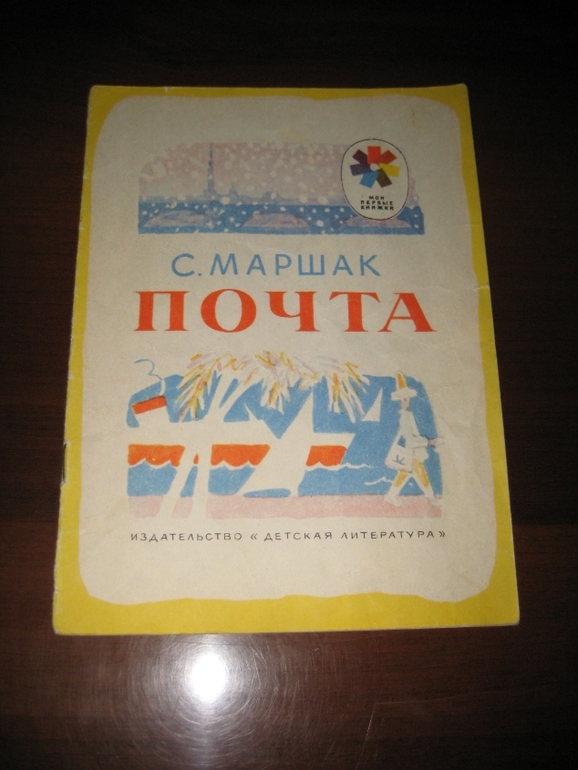 МОИ
ПЕРВЫЕ
КНИЖКИ
С. МАРШАК
ПОЧТА
ИЗДАТЕЛЬСТВО « ДЕТСКАЯ ЛИТЕРАТУРА»